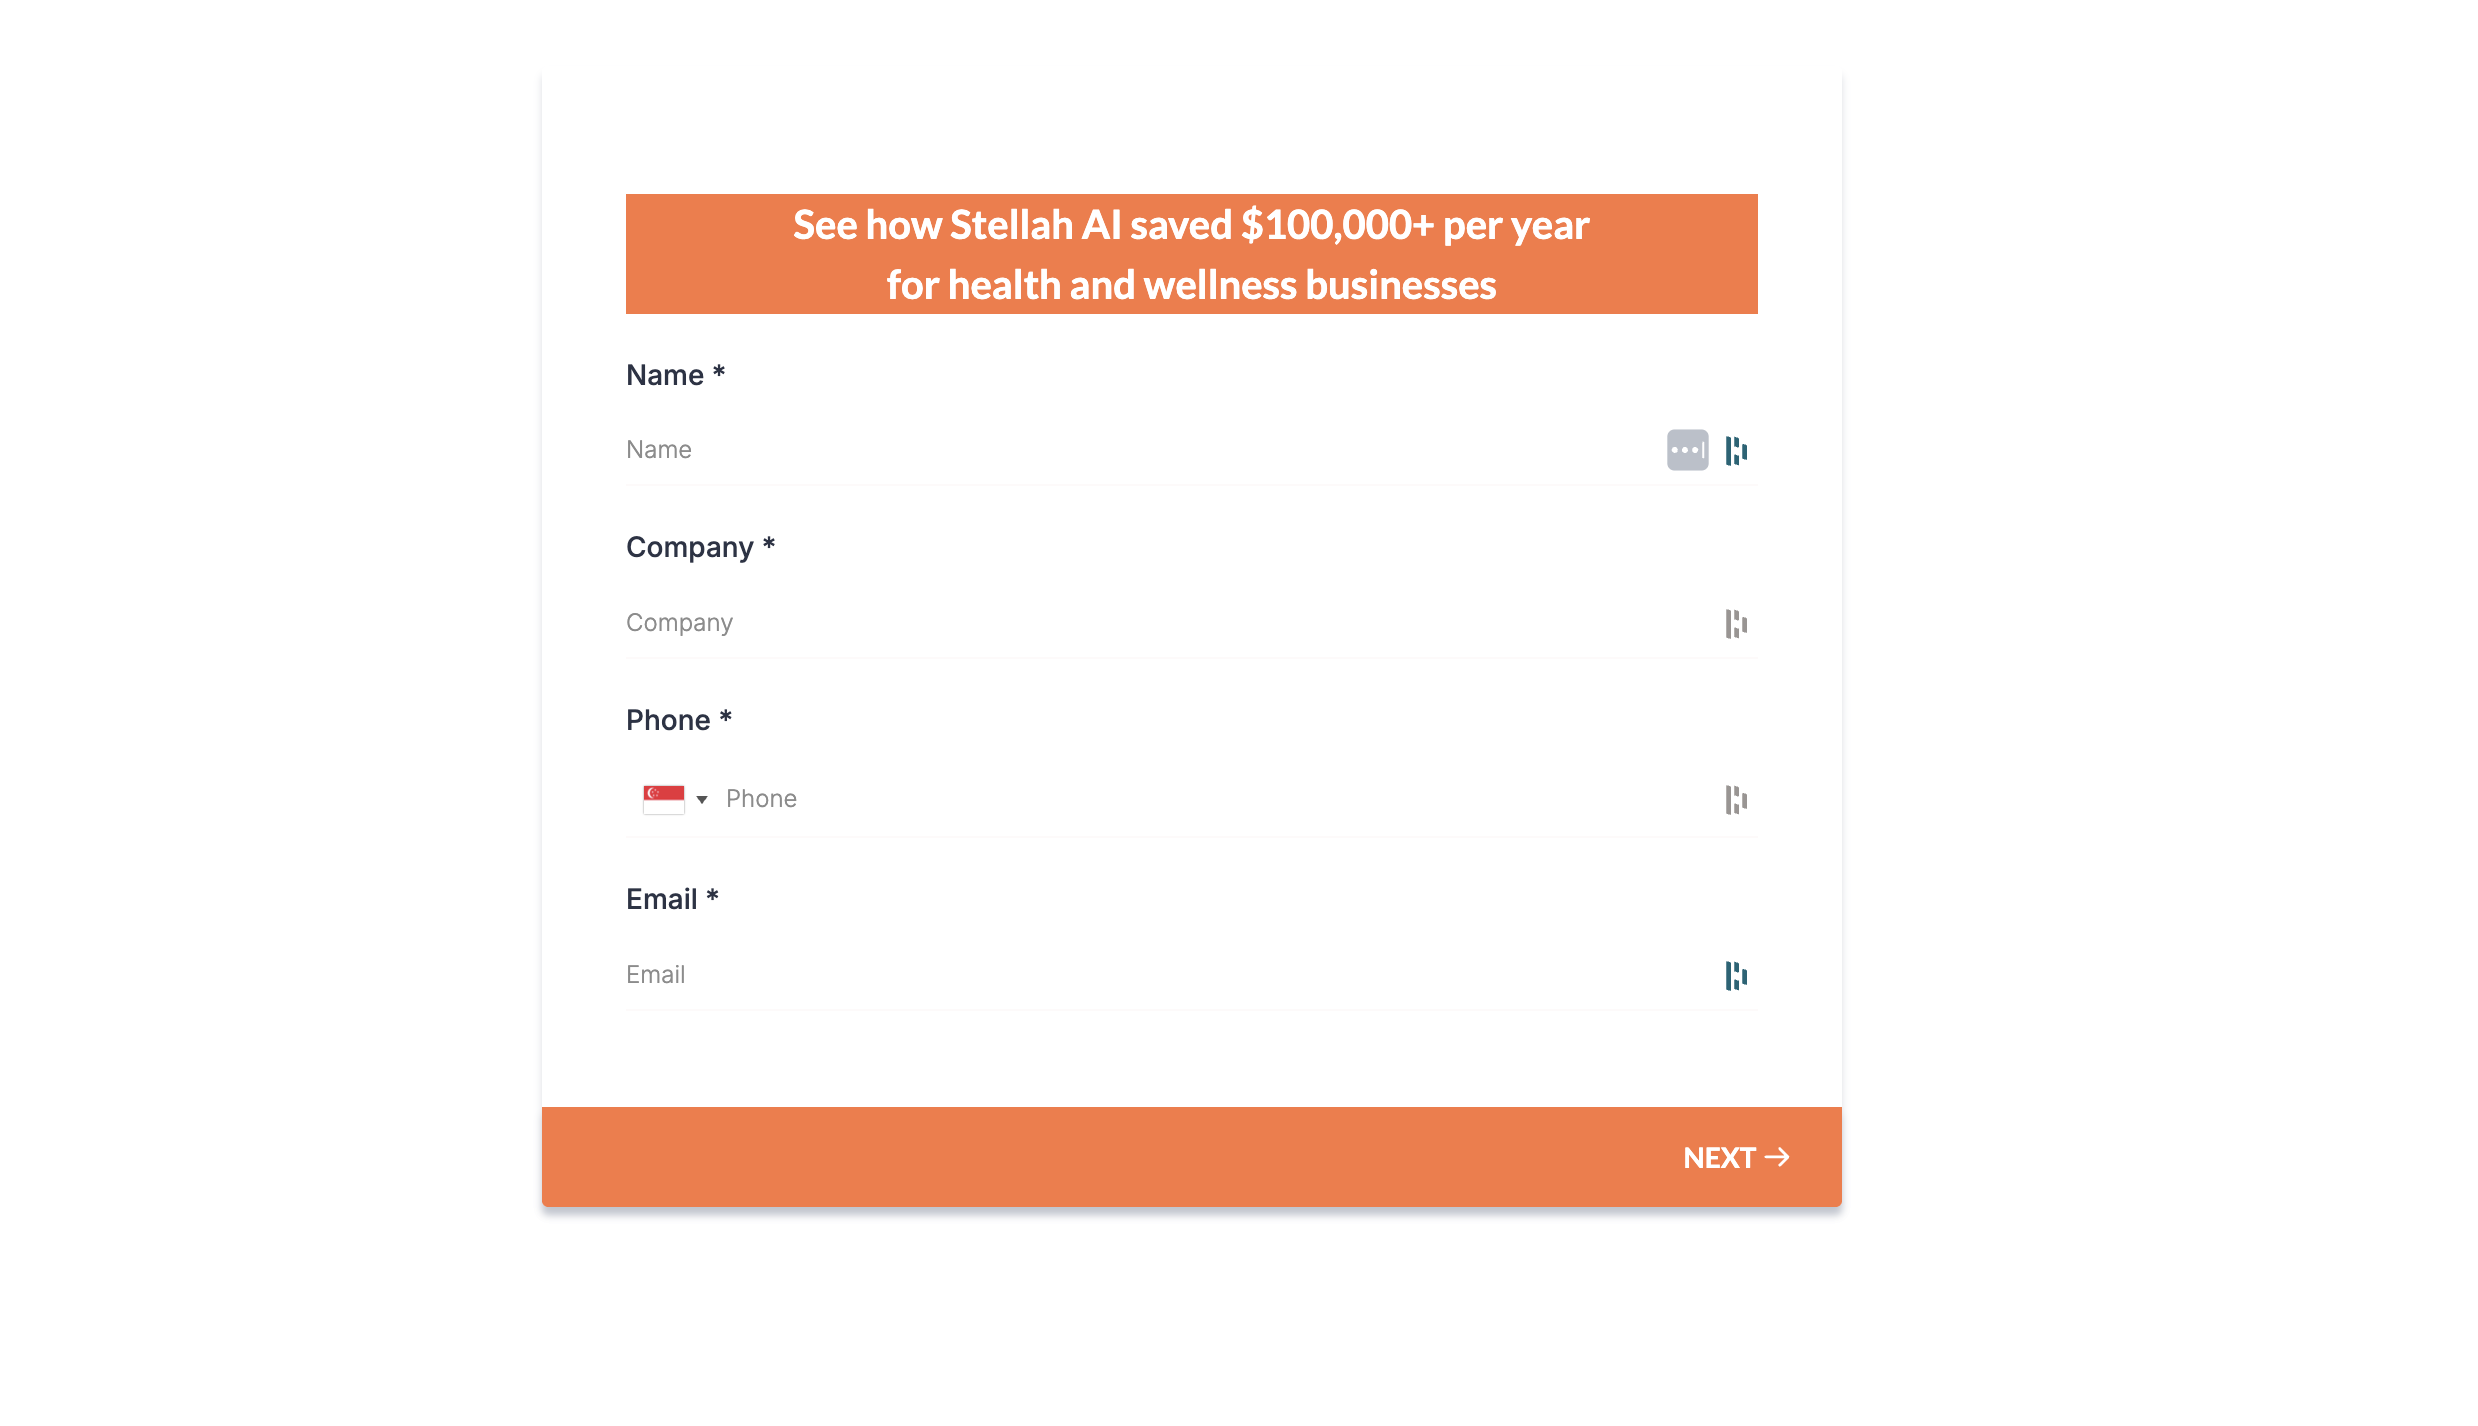 See how Stellah AI saved $100,000+ per year
for health and wellness businesses
Name *
Name
Company *
Company
Phone *
Phone
Email *
Email
NEXT →